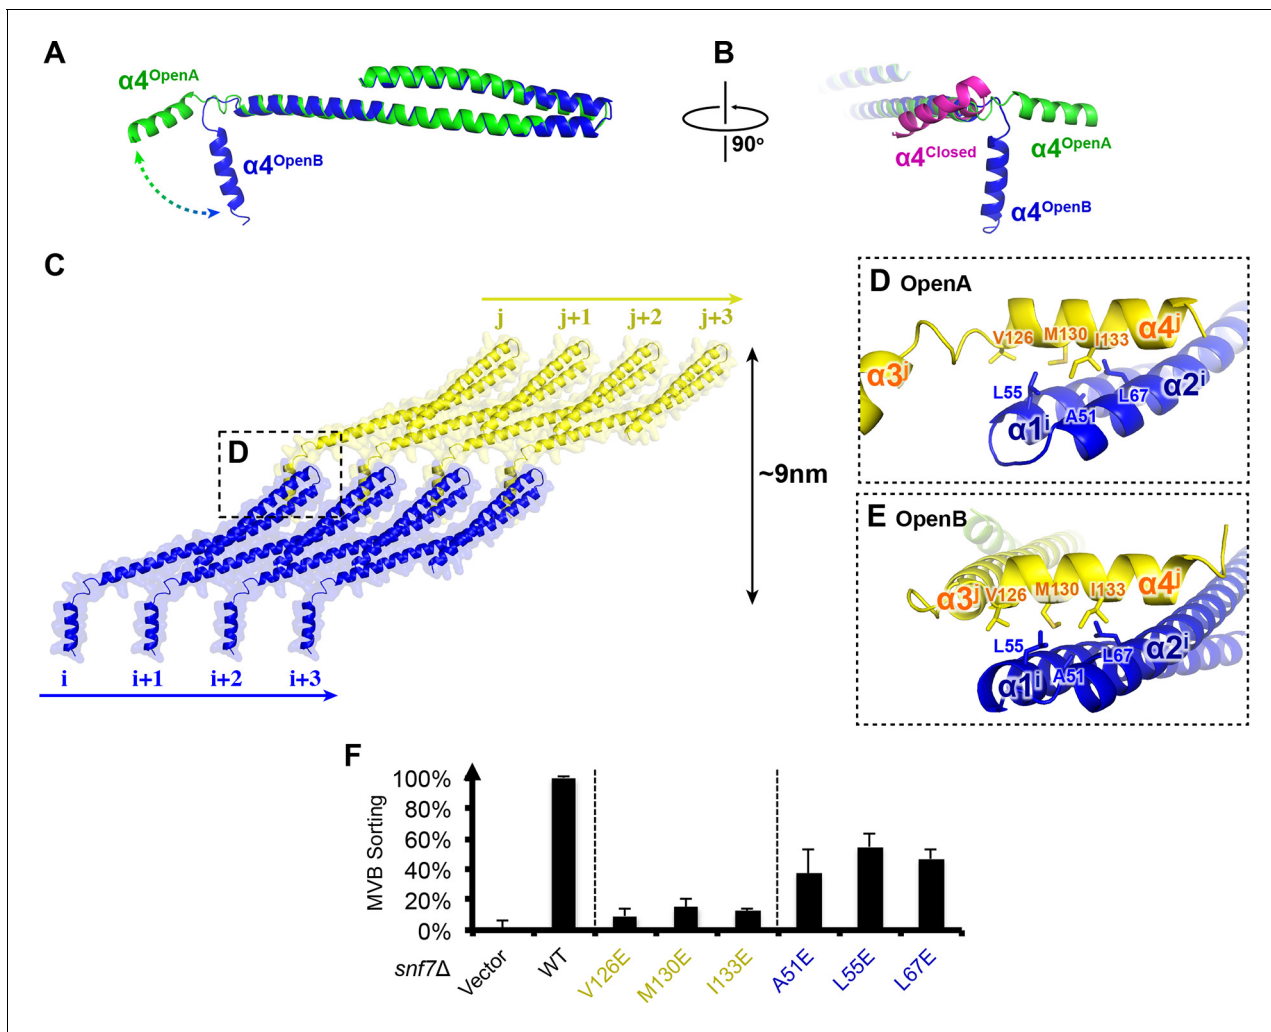 A
α4OpenA
α4OpenB
B
90o
α4Closed
α4OpenA
α4OpenB
C
j j+1 j+2 j+3
D
~9nm
i i+1 i+2 i+3
D OpenA
V126 M130 I133 α4j
α3j
L55 A51 L67 α2i
α1i
E OpenB
α3j V126 M130 I133 α4j
L55 A51 L67 α2i
α1i
F
MVB Sorting
100%
80%
60%
40%
20%
0%
snf7Δ Vector WT V126E M130E I133E A51E L55E L67E